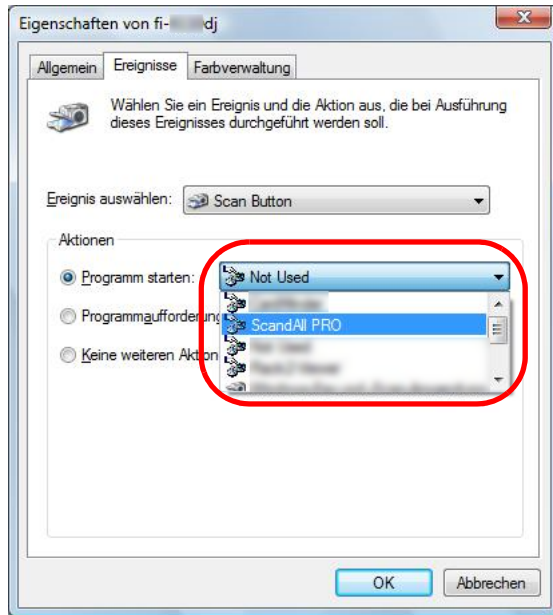 Eigenschaften von fi- dj
Allgemein Ereignisse Farbverwaltung
Wählen Sie ein Ereignis und die Aktion aus, die bei Ausführung
dieses Ereignisses durchgeführt werden soll.
Ereignis auswählen: Scan Button
Aktionen
Programm starten: Not Used
ScandAll PRO
Programmaufforderung
Keine weiteren Aktion
OK Abbrechen